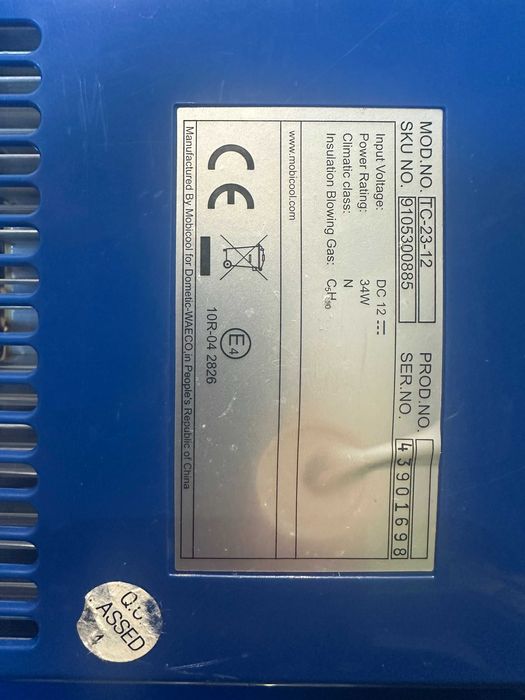 MOD.NO. TC-23-12 PROD.NO.
SKU NO. 9105300885 SER.NO. 43901698
Input Voltage: DC 12 ⎓
Power Rating: 34W
Climatic class: N
Insulation Blowing Gas: C₅H₁₀
www.mobicool.com
CE
E4
10R-04 2826
Manufactured By Mobicool for Dometic-WAECO,in People's Republic of China
Q.C
ASSED